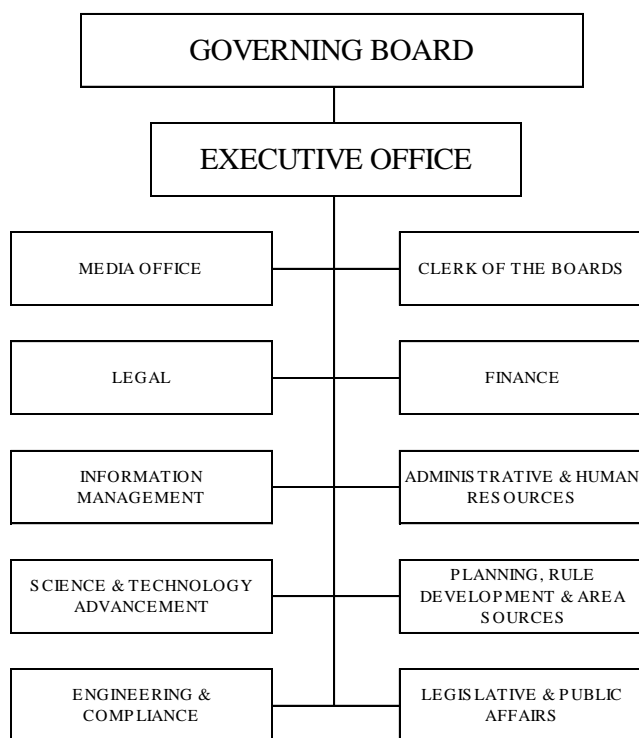 GOVERNING BOARD
EXECUTIVE OFFICE
MEDIA OFFICE
CLERK OF THE BOARDS
LEGAL
FINANCE
INFORMATION
MANAGEMENT
ADMINISTRATIVE & HUMAN
RESOURCES
SCIENCE & TECHNOLOGY
ADVANCEMENT
PLANNING, RULE
DEVELOPMENT & AREA
SOURCES
ENGINEERING &
COMPLIANCE
LEGISLATIVE & PUBLIC
AFFAIRS